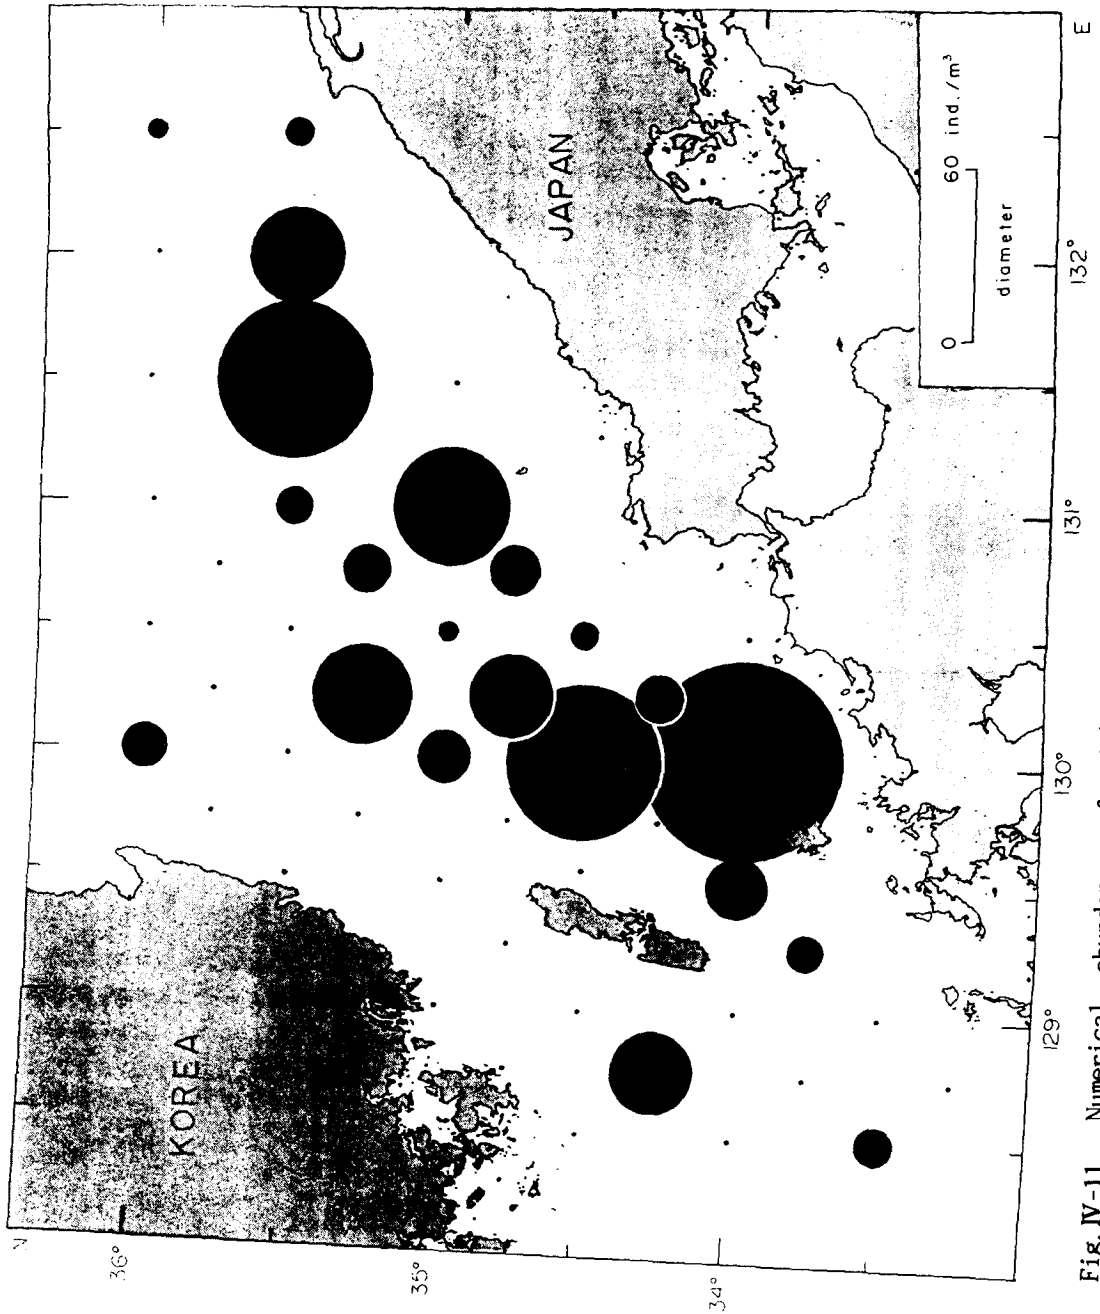 N
36°
35°
34°
KOREA
JAPAN
129°
130°
131°
132°
E
0 60 ind./m³
diameter
Fig. IV-11 Numerical abundance